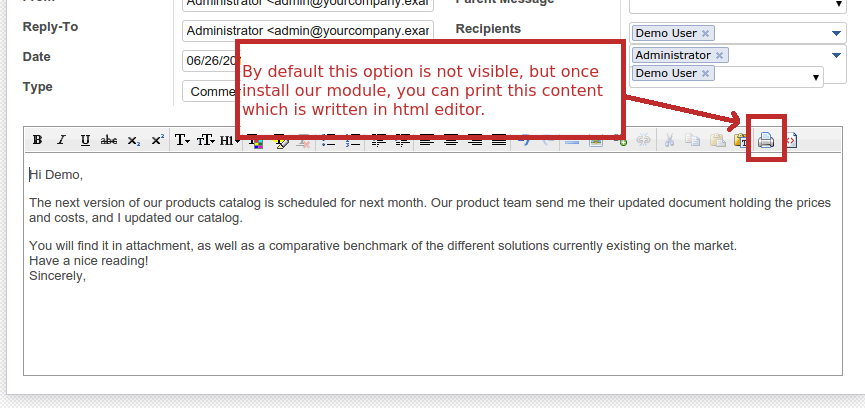 Administrator <admin@yourcompany.exar
Parent Message
Reply-To
Administrator <admin@yourcompany.exar
Recipients
Demo User ×
Date
06/26/20
Administrator ×
Demo User ×
Type
Comme
By default this option is not visible, but once
install our module, you can print this content
which is written in html editor.
B I U abc X₂ X² T TT H1
Hi Demo,
The next version of our products catalog is scheduled for next month. Our product team send me their updated document holding the prices
and costs, and I updated our catalog.
You will find it in attachment, as well as a comparative benchmark of the different solutions currently existing on the market.
Have a nice reading!
Sincerely,